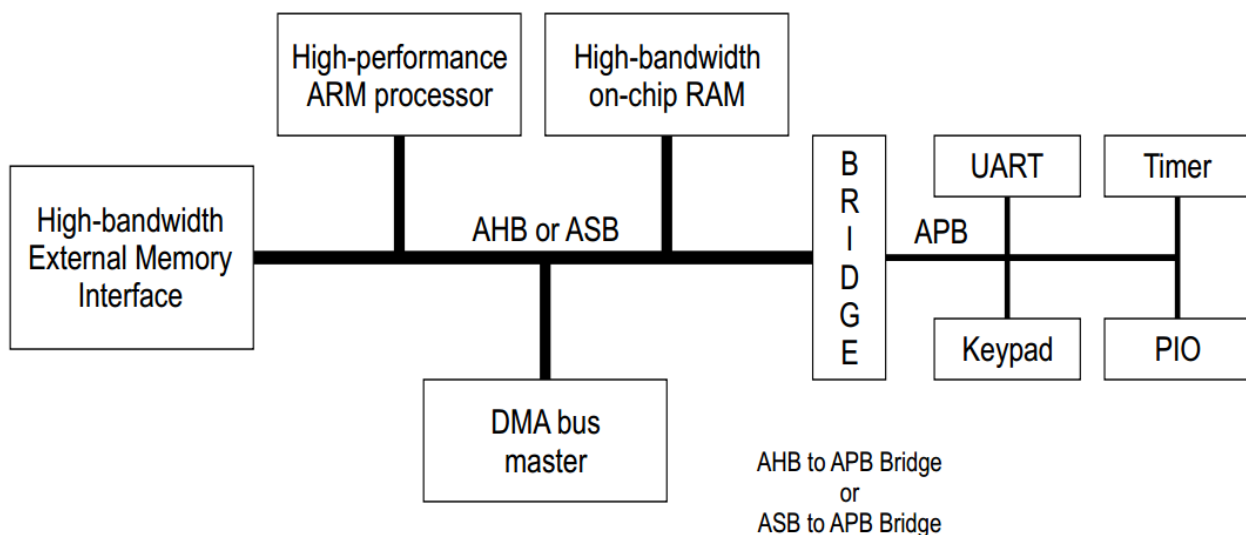 High-performance
ARM processor
High-bandwidth
on-chip RAM
High-bandwidth
External Memory
Interface
AHB or ASB
B
R
I
D
G
E
APB
UART
Timer
Keypad
PIO
DMA bus
master
AHB to APB Bridge
or
ASB to APB Bridge